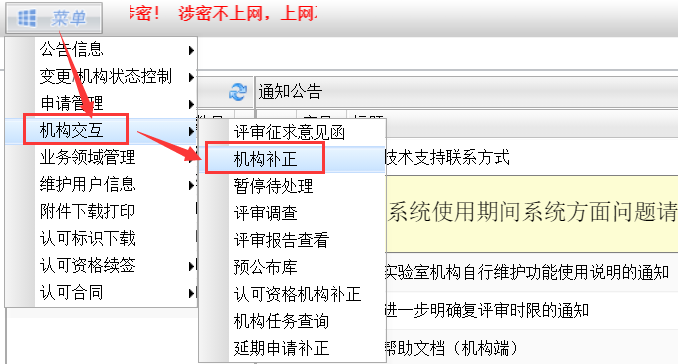 菜单
涉密! 涉密不上网，上网
公告信息
变更/机构状态控制
通知公告
申请管理
标题
机构交互
评审征求意见函
机构补正
技术支持联系方式
业务领域管理
维护用户信息
暂停待处理
附件下载打印
评审调查
系统使用期间系统方面问题请
认可标识下载
评审报告查看
认可资格续签
预公布库
实验室机构自行维护功能使用说明的通知
认可合同
认可资格机构补正
进一步明确复评审时限的通知
机构任务查询
延期申请补正
帮助文档（机构端）